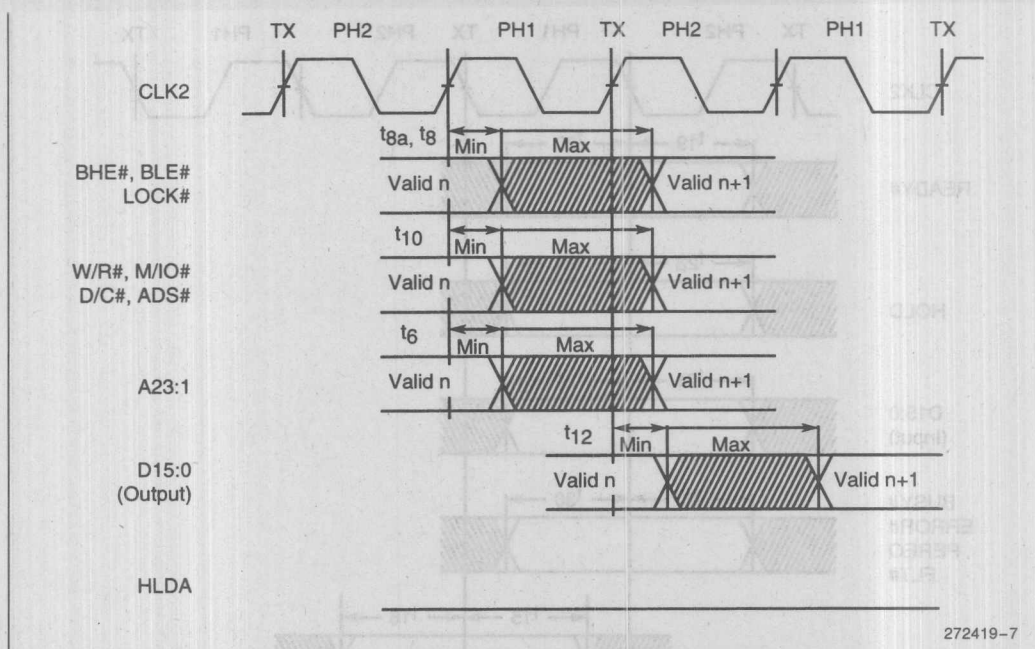 TX PH2 PH1 TX PH2 PH1 TX
CLK2
t8a, t8
Min Max
BHE#, BLE#
LOCK#
Valid n Valid n+1
t10
Min Max
W/R#, M/IO#
D/C#, ADS#
Valid n Valid n+1
t6
Min Max
A23:1
Valid n Valid n+1
t12
Min Max
D15:0
(Output)
Valid n Valid n+1
HLDA
272419-7